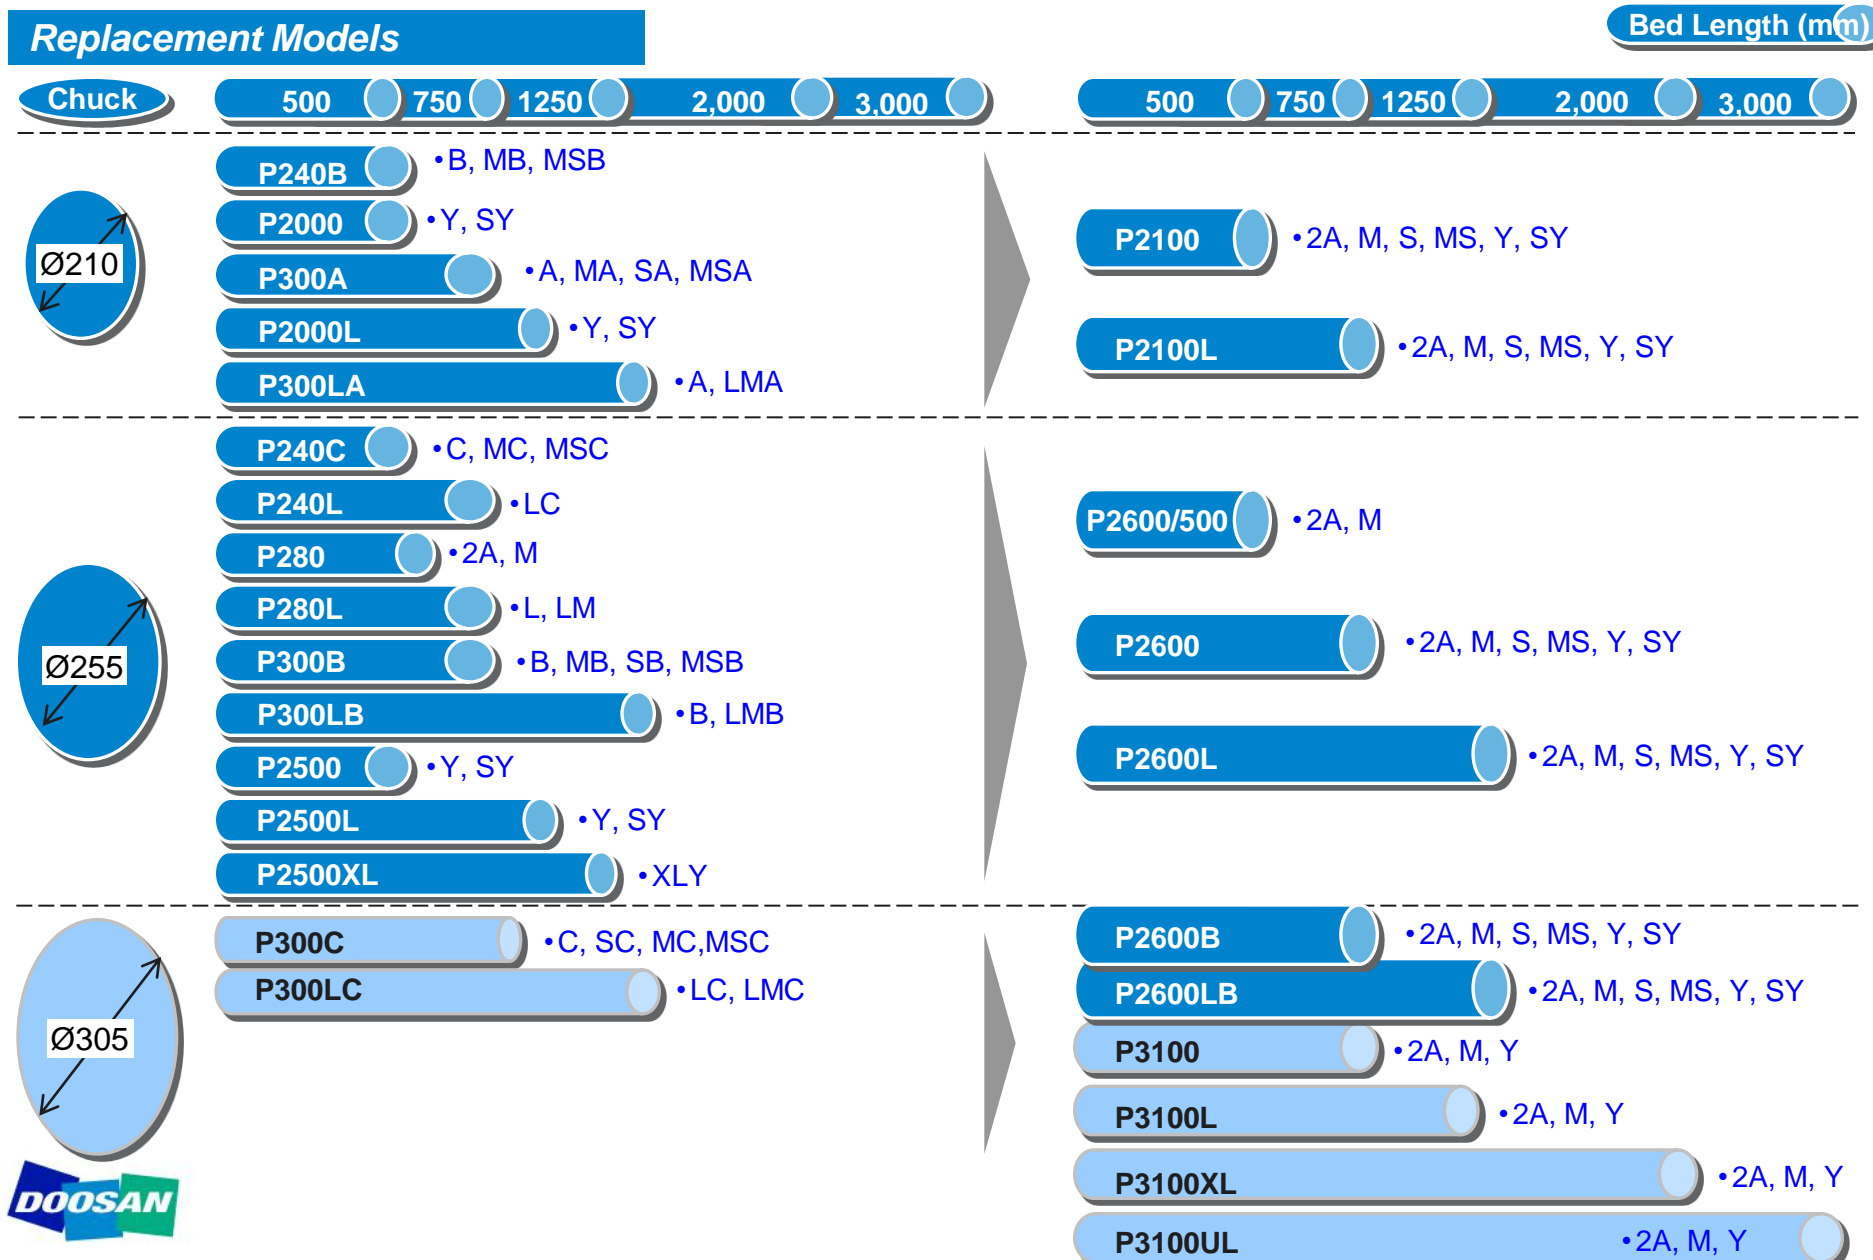 Replacement Models
Bed Length (mm)
Chuck
500 750 1250 2,000 3,000
500 750 1250 2,000 3,000
Ø210
P240B •B, MB, MSB
P2000 •Y, SY
P300A •A, MA, SA, MSA
P2000L •Y, SY
P300LA •A, LMA
P2100 •2A, M, S, MS, Y, SY
P2100L •2A, M, S, MS, Y, SY
Ø255
P240C •C, MC, MSC
P240L •LC
P280 •2A, M
P280L •L, LM
P300B •B, MB, SB, MSB
P300LB •B, LMB
P2500 •Y, SY
P2500L •Y, SY
P2500XL •XLY
P2600/500 •2A, M
P2600 •2A, M, S, MS, Y, SY
P2600L •2A, M, S, MS, Y, SY
Ø305
P300C •C, SC, MC,MSC
P300LC •LC, LMC
P2600B •2A, M, S, MS, Y, SY
P2600LB •2A, M, S, MS, Y, SY
P3100 •2A, M, Y
P3100L •2A, M, Y
P3100XL •2A, M, Y
P3100UL •2A, M, Y
DOOSAN